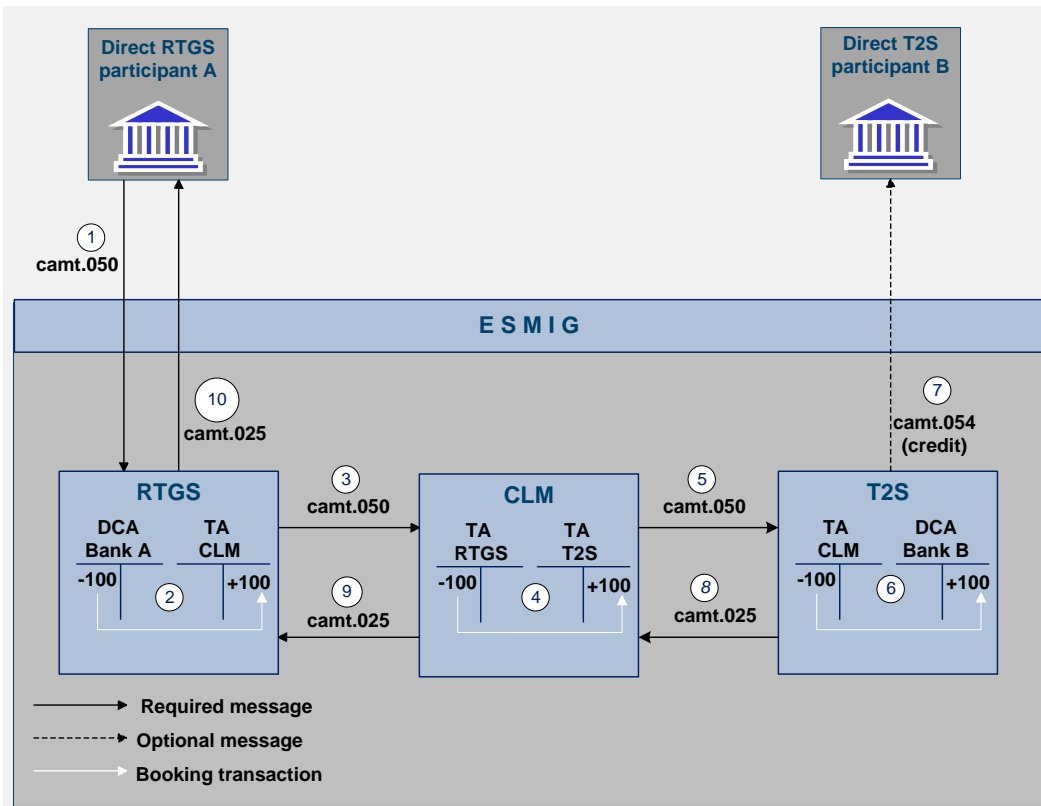 Direct RTGS
participant A
Direct T2S
participant B
1
camt.050
E S M I G
10
camt.025
7
camt.054
(credit)
RTGS
DCA
Bank A
TA
CLM
-100
+100
2
3
camt.050
9
camt.025
CLM
TA
RTGS
TA
T2S
-100
+100
4
5
camt.050
8
camt.025
T2S
TA
CLM
DCA
Bank B
-100
+100
6
Required message
Optional message
Booking transaction